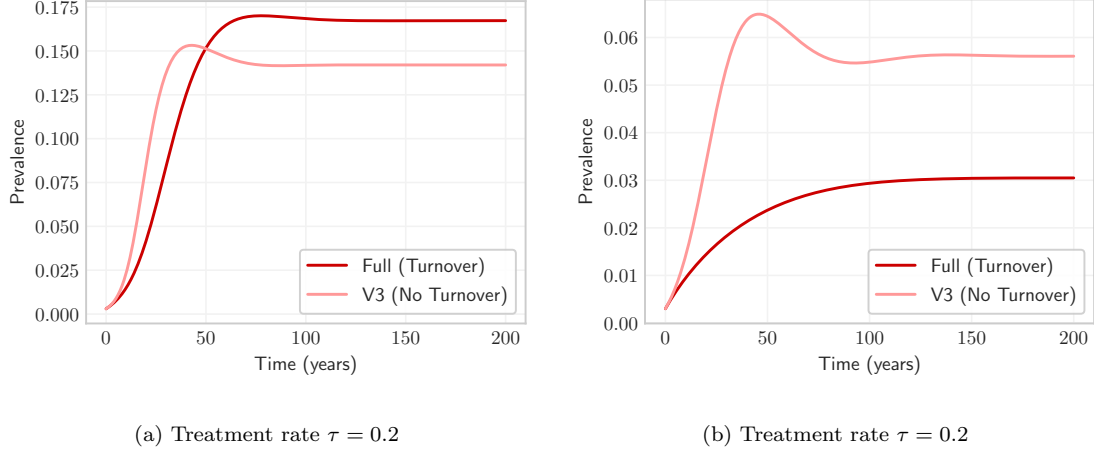 0.175
0.150
0.125
0.100
0.075
0.050
0.025
0.000
Prevalence
0
50
100
150
200
Time (years)
Full (Turnover)
V3 (No Turnover)
(a) Treatment rate τ = 0.2
0.06
0.05
0.04
0.03
0.02
0.01
0.00
Prevalence
0
50
100
150
200
Time (years)
Full (Turnover)
V3 (No Turnover)
(b) Treatment rate τ = 0.2